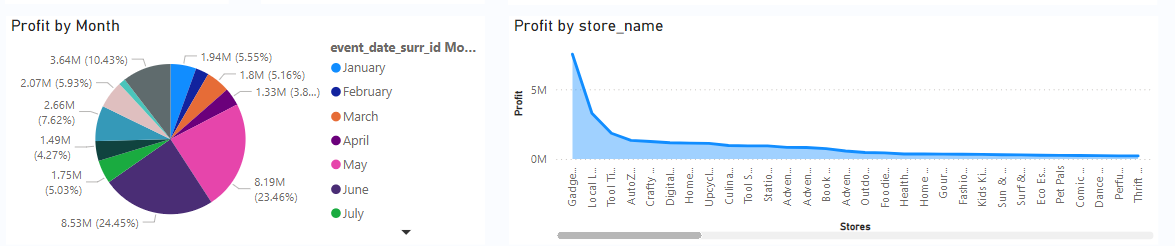 Profit by Month
3.64M (10.43%)
2.07M (5.93%)
2.66M
(7.62%)
1.49M
(4.27%)
1.75M
(5.03%)
8.53M (24.45%)
1.94M (5.55%)
1.8M (5.16%)
1.33M (3.8...)
8.19M
(23.46%)
event_date_surr_id Mo...
January
February
March
April
May
June
July
Profit by store_name
Profit
5M
0M
Gadge...
Local L...
Tool Ti...
AutoZ...
Crafty ...
Digital...
Home...
Upcycl...
Culina...
Tool S...
Statio...
Adven...
Adven...
Book...
Adven...
Outdo...
Foodie...
Health...
Home ...
Gour...
Fashio...
Kids Ki...
Sun & ...
Surf &...
Eco Es...
Pet Pals
Comic ...
Dance ...
Perfu...
Thrift ...
Stores